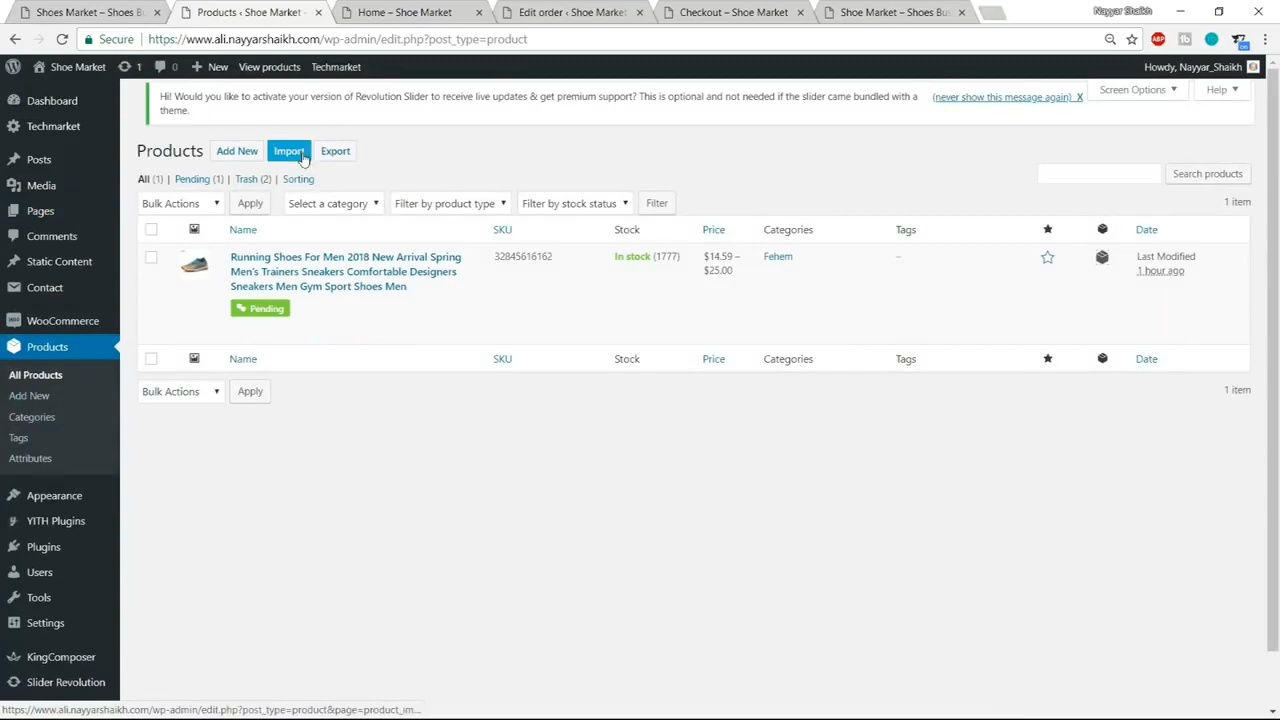 Shoes Market – Shoes B
Products ‹ Shoe Market
Home – Shoe Market
Edit order ‹ Shoe Market
Checkout – Shoe Market
Shoe Market – Shoes Bu
Nayyar Shaikh
Secure
https://www.ali.nayyarshaikh.com/wp-admin/edit.php?post_type=product
ABP
fb
on
Shoe Market
1
0
New
View products
Techmarket
Howdy, Nayyar_Shaikh
Dashboard
Techmarket
Posts
Media
Pages
Comments
Static Content
Contact
WooCommerce
Products
All Products
Add New
Categories
Tags
Attributes
Appearance
YITH Plugins
Plugins
Users
Tools
Settings
KingComposer
Slider Revolution
Hi! Would you like to activate your version of Revolution Slider to receive live updates & get premium support? This is optional and not needed if the slider came bundled with a
theme.
(never show this message again) X
Screen Options
Help
Products
Add New
Import
Export
All (1) | Pending (1) | Trash (2) | Sorting
Search products
Bulk Actions
Apply
Select a category
Filter by product type
Filter by stock status
Filter
1 item
Name
SKU
Stock
Price
Categories
Tags
Date
Running Shoes For Men 2018 New Arrival Spring
Men's Trainers Sneakers Comfortable Designers
Sneakers Men Gym Sport Shoes Men
Pending
32845616162
In stock (1777)
$14.59 –
$25.00
Fehem
–
Last Modified
1 hour ago
Name
SKU
Stock
Price
Categories
Tags
Date
Bulk Actions
Apply
1 item
https://www.ali.nayyarshaikh.com/wp-admin/edit.php?post_type=product&page=product_im...